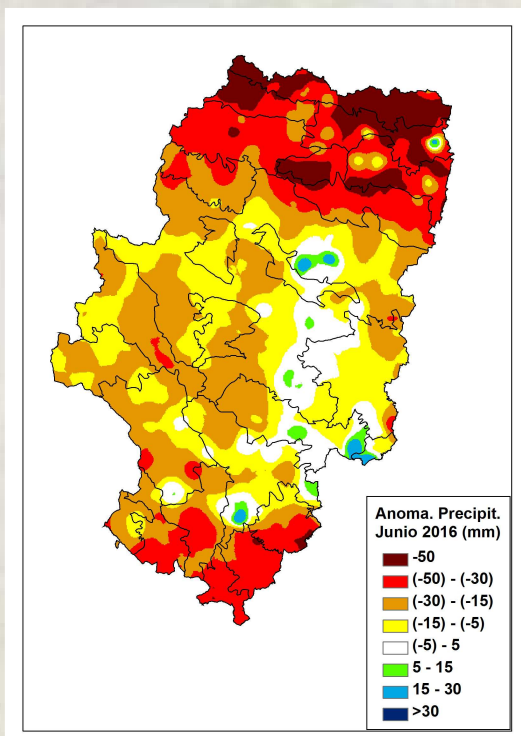 Anoma. Precipit.
Junio 2016 (mm)
-50
(-50) - (-30)
(-30) - (-15)
(-15) - (-5)
(-5) - 5
5 - 15
15 - 30
>30